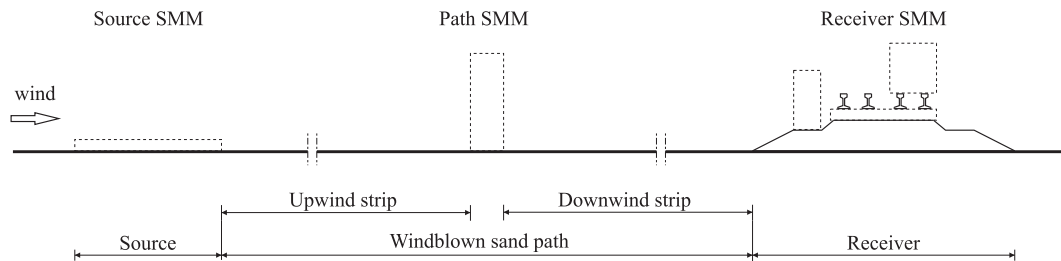 Source SMM
Path SMM
Receiver SMM
wind
Upwind strip
Downwind strip
Source
Windblown sand path
Receiver